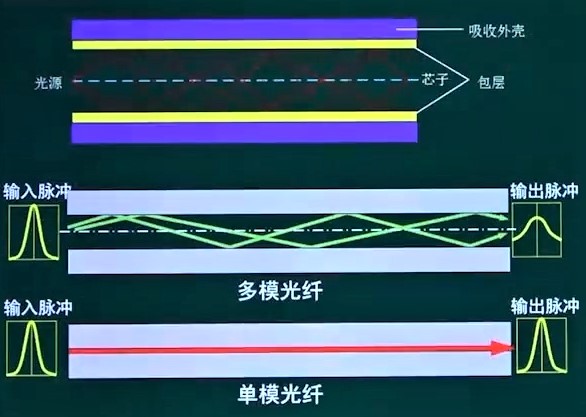 吸收外壳
光源
芯子
包层
输入脉冲
输出脉冲
多模光纤
输入脉冲
输出脉冲
单模光纤